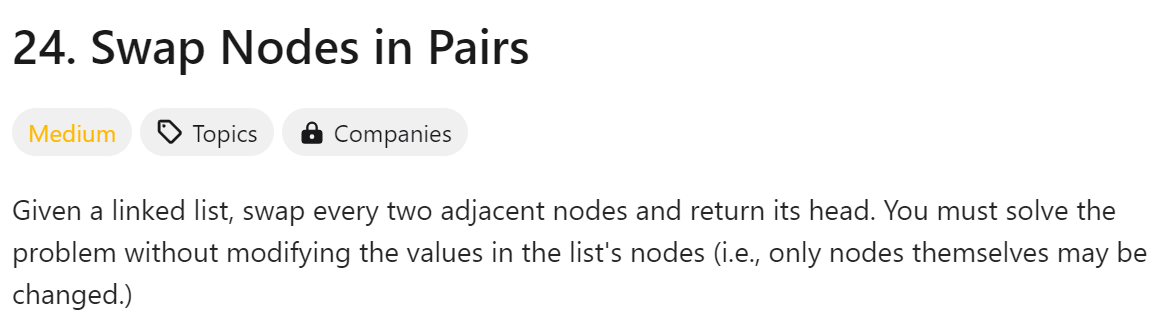 24. Swap Nodes in Pairs
Medium Topics Companies
Given a linked list, swap every two adjacent nodes and return its head. You must solve the
problem without modifying the values in the list's nodes (i.e., only nodes themselves may be
changed.)